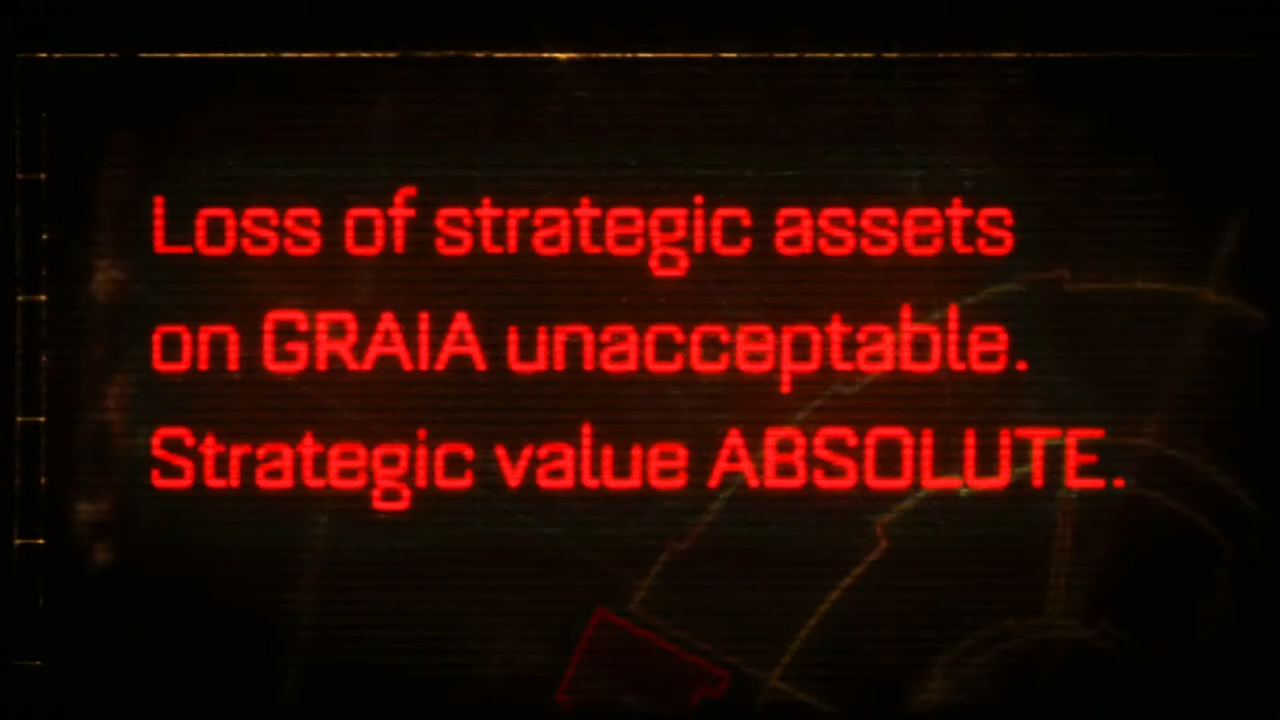 Loss of strategic assets
on GRAIA unacceptable.
Strategic value ABSOLUTE.